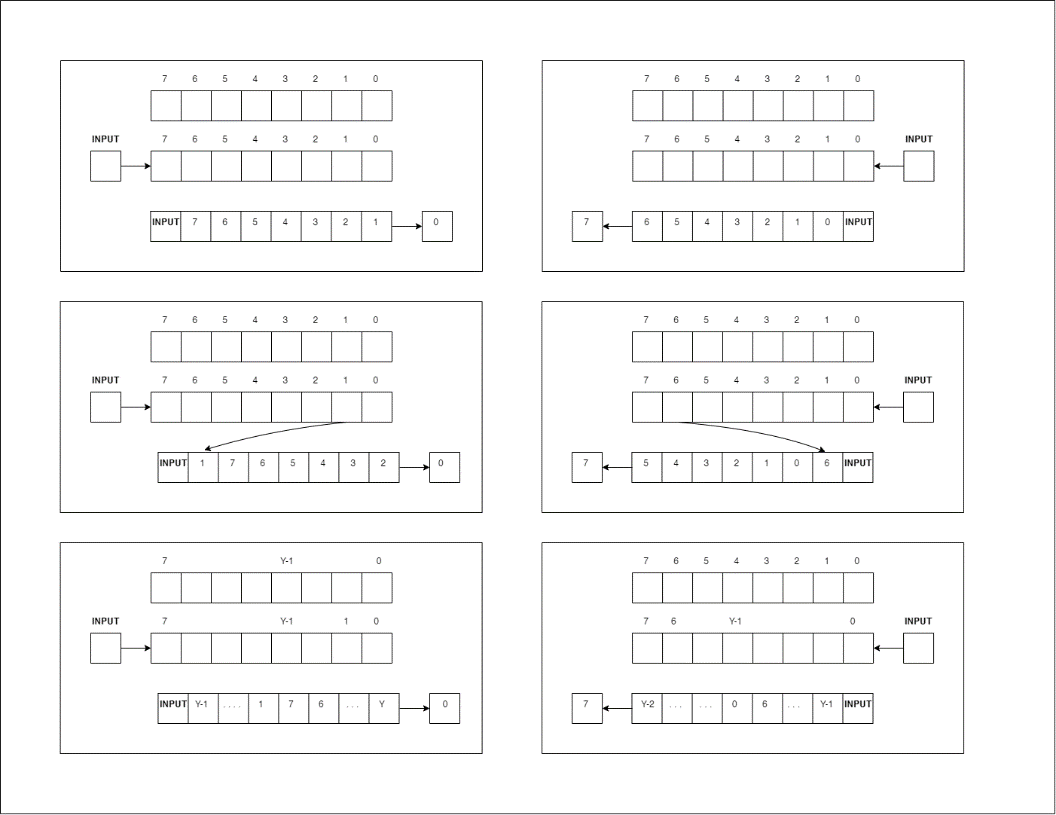 7 6 5 4 3 2 1 0
INPUT 7 6 5 4 3 2 1 0
INPUT 7 6 5 4 3 2 1 0
7 6 5 4 3 2 1 0
7 6 5 4 3 2 1 0 INPUT
7 6 5 4 3 2 1 0 INPUT
7 6 5 4 3 2 1 0
INPUT 7 6 5 4 3 2 1 0
INPUT 1 7 6 5 4 3 2 0
7 6 5 4 3 2 1 0
7 6 5 4 3 2 1 0 INPUT
7 5 4 3 2 1 0 6 INPUT
7 Y-1 0
INPUT 7 Y-1 1 0
INPUT Y-1 .... 1 7 6 ... Y 0
7 6 5 4 3 2 1 0
7 6 Y-1 0 INPUT
7 Y-2 ... ... 0 6 ... Y-1 INPUT